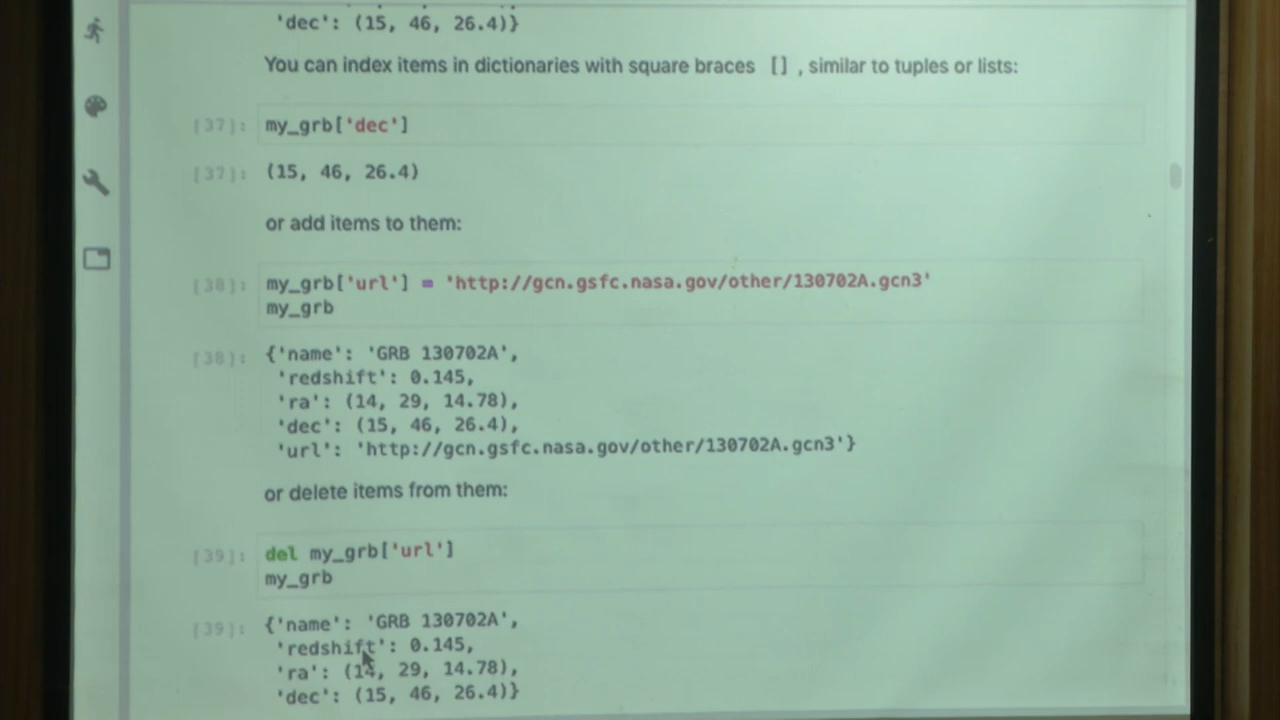 'dec': (15, 46, 26.4)}
You can index items in dictionaries with square braces [] , similar to tuples or lists:
[37]: my_grb['dec']
[37]: (15, 46, 26.4)
or add items to them:
[38]: my_grb['url'] = 'http://gcn.gsfc.nasa.gov/other/130702A.gcn3'
my_grb
[38]: {'name': 'GRB 130702A',
'redshift': 0.145,
'ra': (14, 29, 14.78),
'dec': (15, 46, 26.4),
'url': 'http://gcn.gsfc.nasa.gov/other/130702A.gcn3'}
or delete items from them:
[39]: del my_grb['url']
my_grb
[39]: {'name': 'GRB 130702A',
'redshift': 0.145,
'ra': (14, 29, 14.78),
'dec': (15, 46, 26.4)}